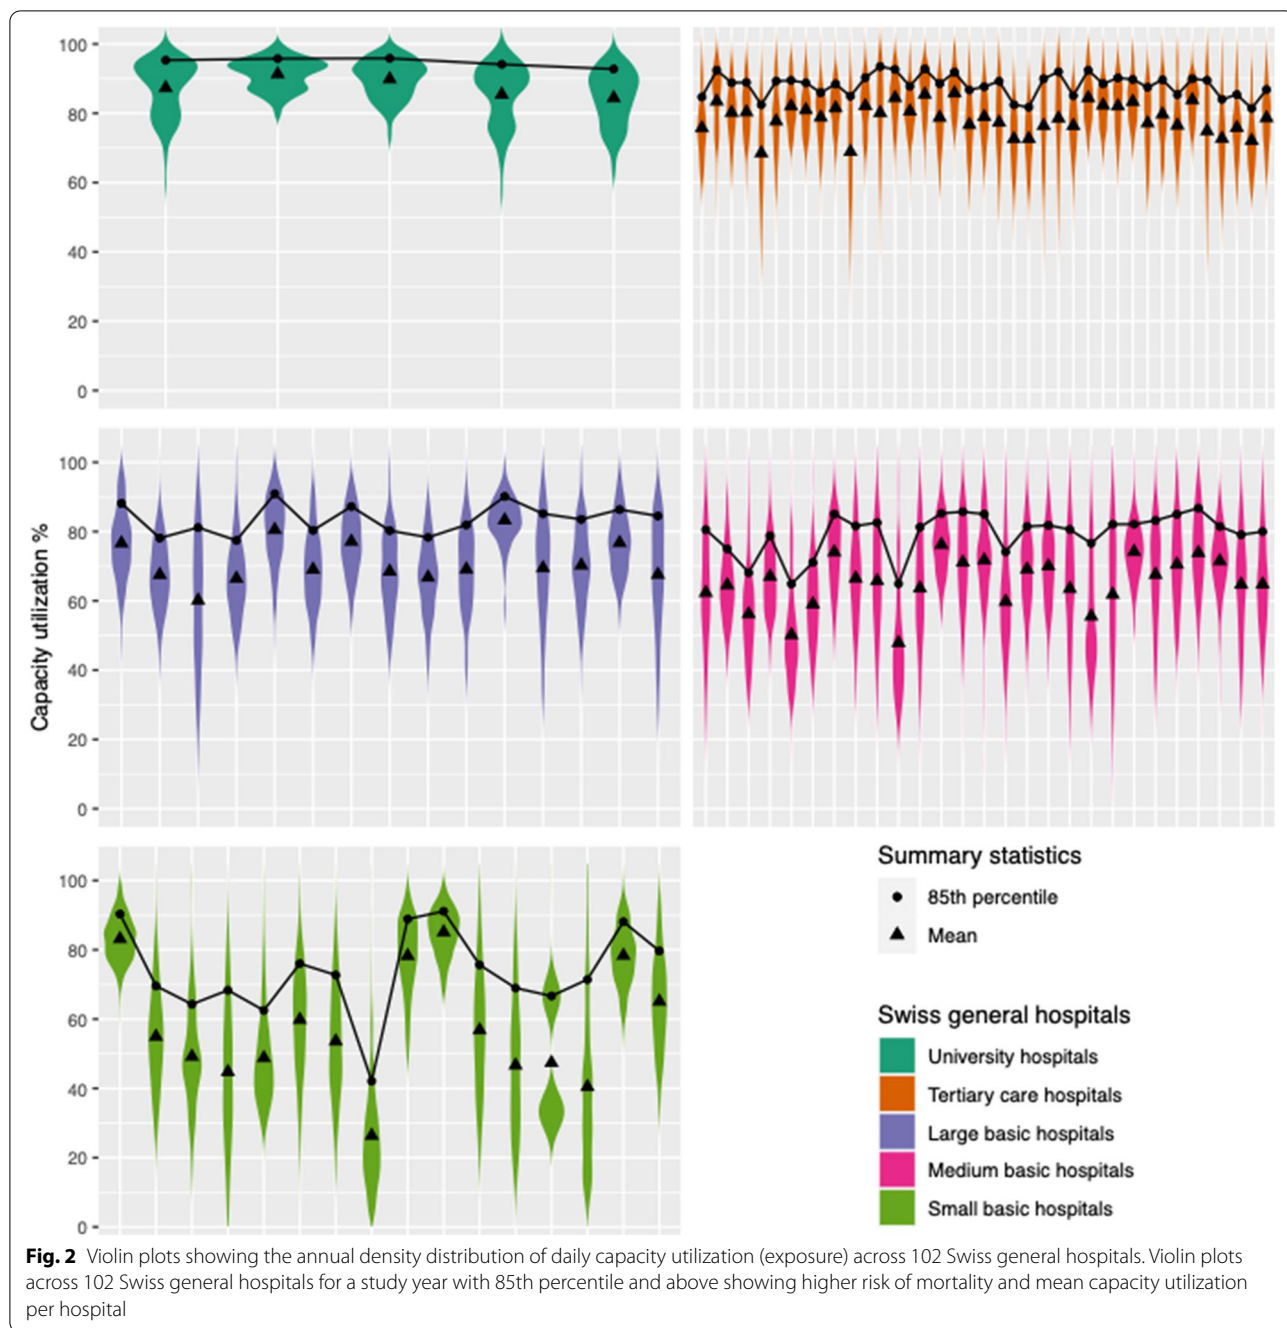 100
80
60
40
20
0
Capacity utilization %
100
80
60
40
20
0
100
80
60
40
20
0
Summary statistics
85th percentile
Mean
Swiss general hospitals
University hospitals
Tertiary care hospitals
Large basic hospitals
Medium basic hospitals
Small basic hospitals
Fig. 2 Violin plots showing the annual density distribution of daily capacity utilization (exposure) across 102 Swiss general hospitals. Violin plots
across 102 Swiss general hospitals for a study year with 85th percentile and above showing higher risk of mortality and mean capacity utilization
per hospital